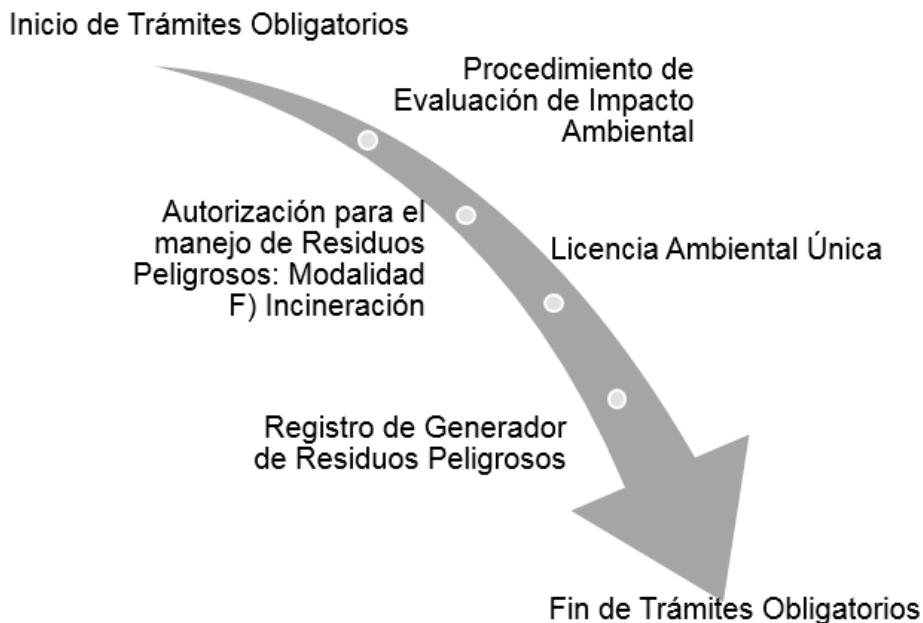 Inicio de Trámites Obligatorios
Procedimiento de
Evaluación de Impacto
Ambiental
Autorización para el
manejo de Residuos
Peligrosos: Modalidad
F) Incineración
Licencia Ambiental Única
Registro de Generador
de Residuos Peligrosos
Fin de Trámites Obligatorios